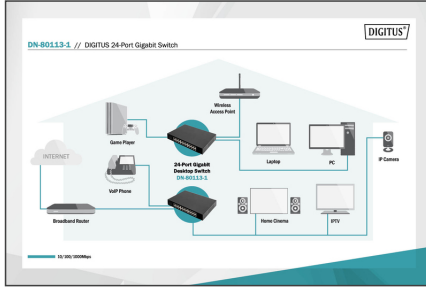 DIGITUS®
DN-80113-1 // DIGITUS 24-Port Gigabit Switch
Wireless
Access Point
Game Player
INTERNET
24-Port Gigabit
Desktop Switch
DN-80113-1
Laptop
PC
IP Camera
VoIP Phone
Broadband Router
Home Cinema
IPTV
10/100/1000Mbps